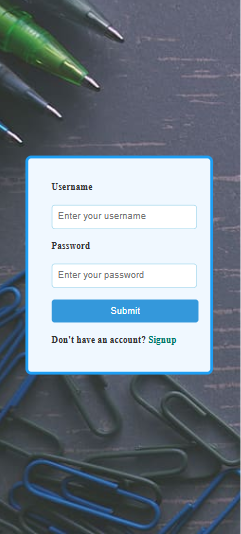 Username
Enter your username
Password
Enter your password
Submit
Don't have an account? Signup